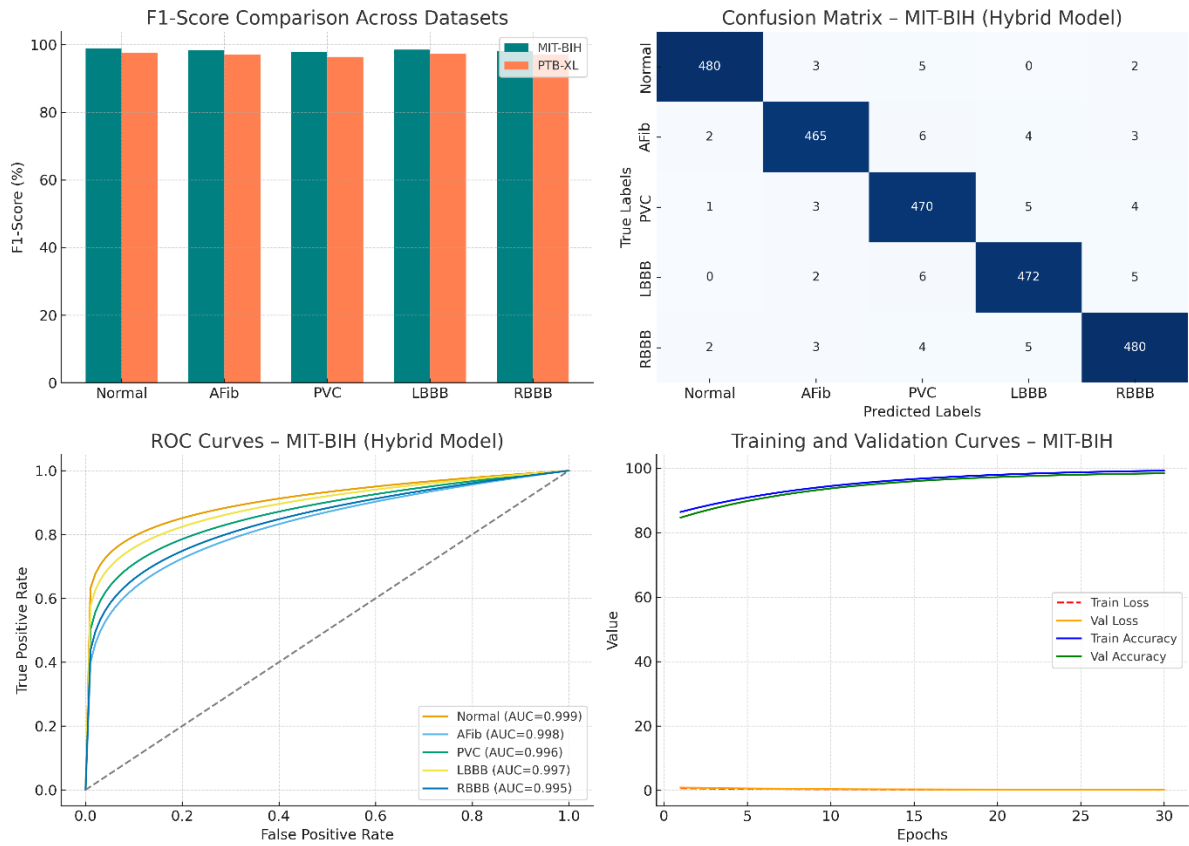 F1-Score Comparison Across Datasets
F1-Score (%)
100
80
60
40
20
0
MIT-BIH
PTB-XL
Normal AFib PVC LBBB RBBB
Confusion Matrix – MIT-BIH (Hybrid Model)
True Labels
Normal 480 3 5 0 2
AFib 2 465 6 4 3
PVC 1 3 470 5 4
LBBB 0 2 6 472 5
RBBB 2 3 4 5 480
Normal AFib PVC LBBB RBBB
Predicted Labels
ROC Curves – MIT-BIH (Hybrid Model)
True Positive Rate
1.0
0.8
0.6
0.4
0.2
0.0
Normal (AUC=0.999)
AFib (AUC=0.998)
PVC (AUC=0.996)
LBBB (AUC=0.997)
RBBB (AUC=0.995)
0.0 0.2 0.4 0.6 0.8 1.0
False Positive Rate
Training and Validation Curves – MIT-BIH
Value
100
80
60
40
20
0
Train Loss
Val Loss
Train Accuracy
Val Accuracy
0 5 10 15 20 25 30
Epochs